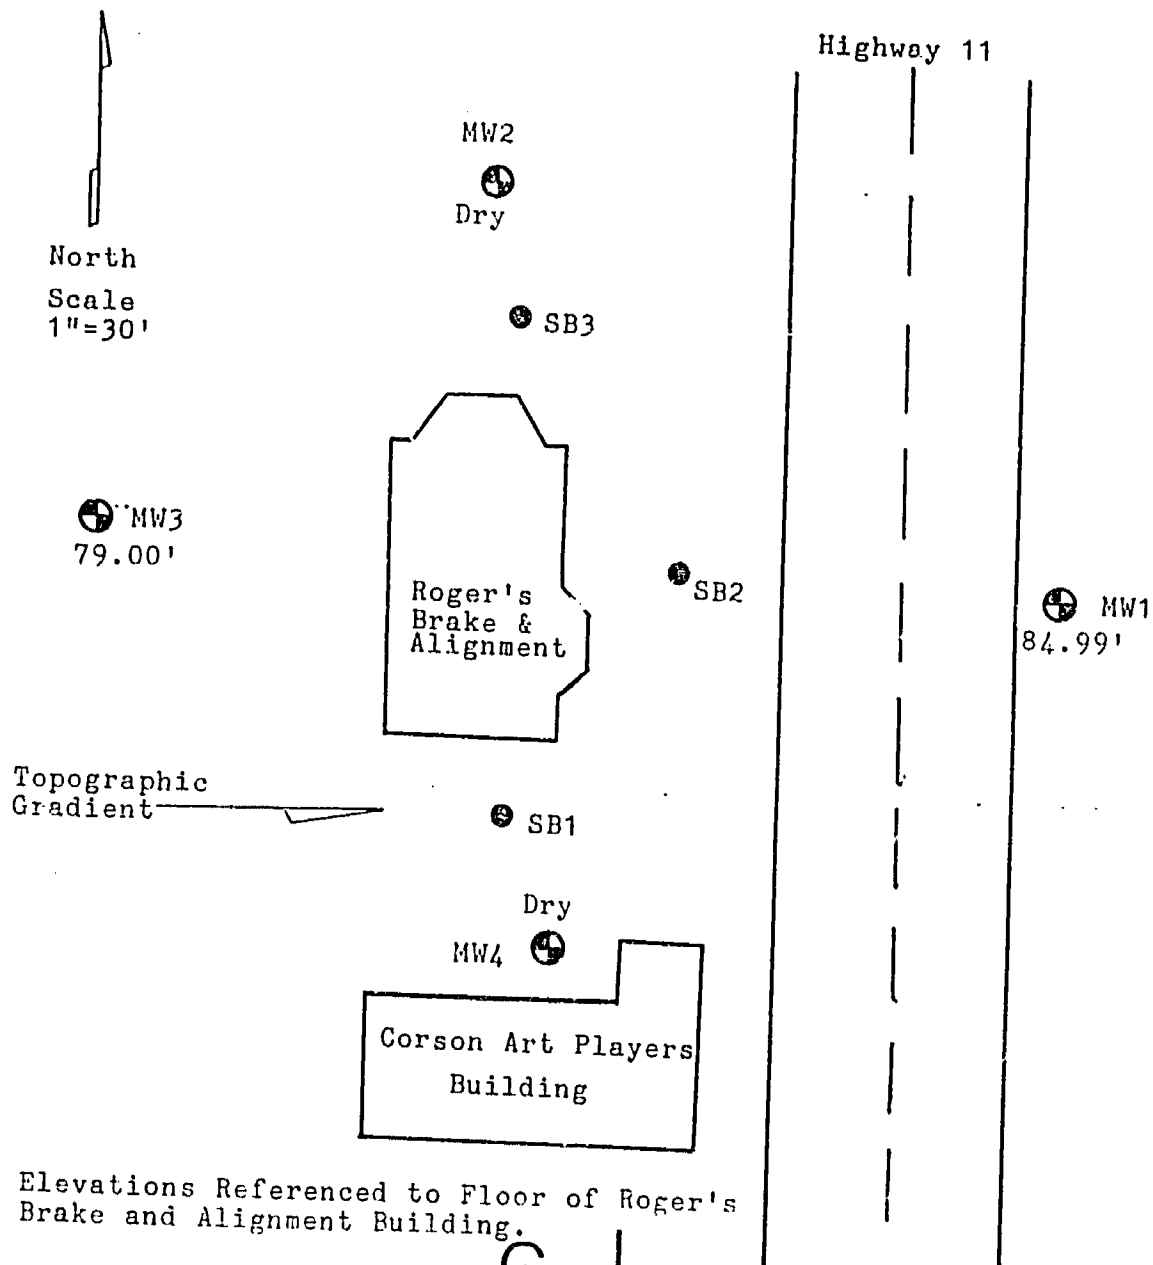 Highway 11
MW2
Dry
North
Scale
1"=30'
SB3
MW3
79.00'
Roger's
Brake &
Alignment
SB2
MW1
84.99'
Topographic
Gradient
SB1
Dry
MW4
Corson Art Players
Building
Elevations Referenced to Floor of Roger's
Brake and Alignment Building.